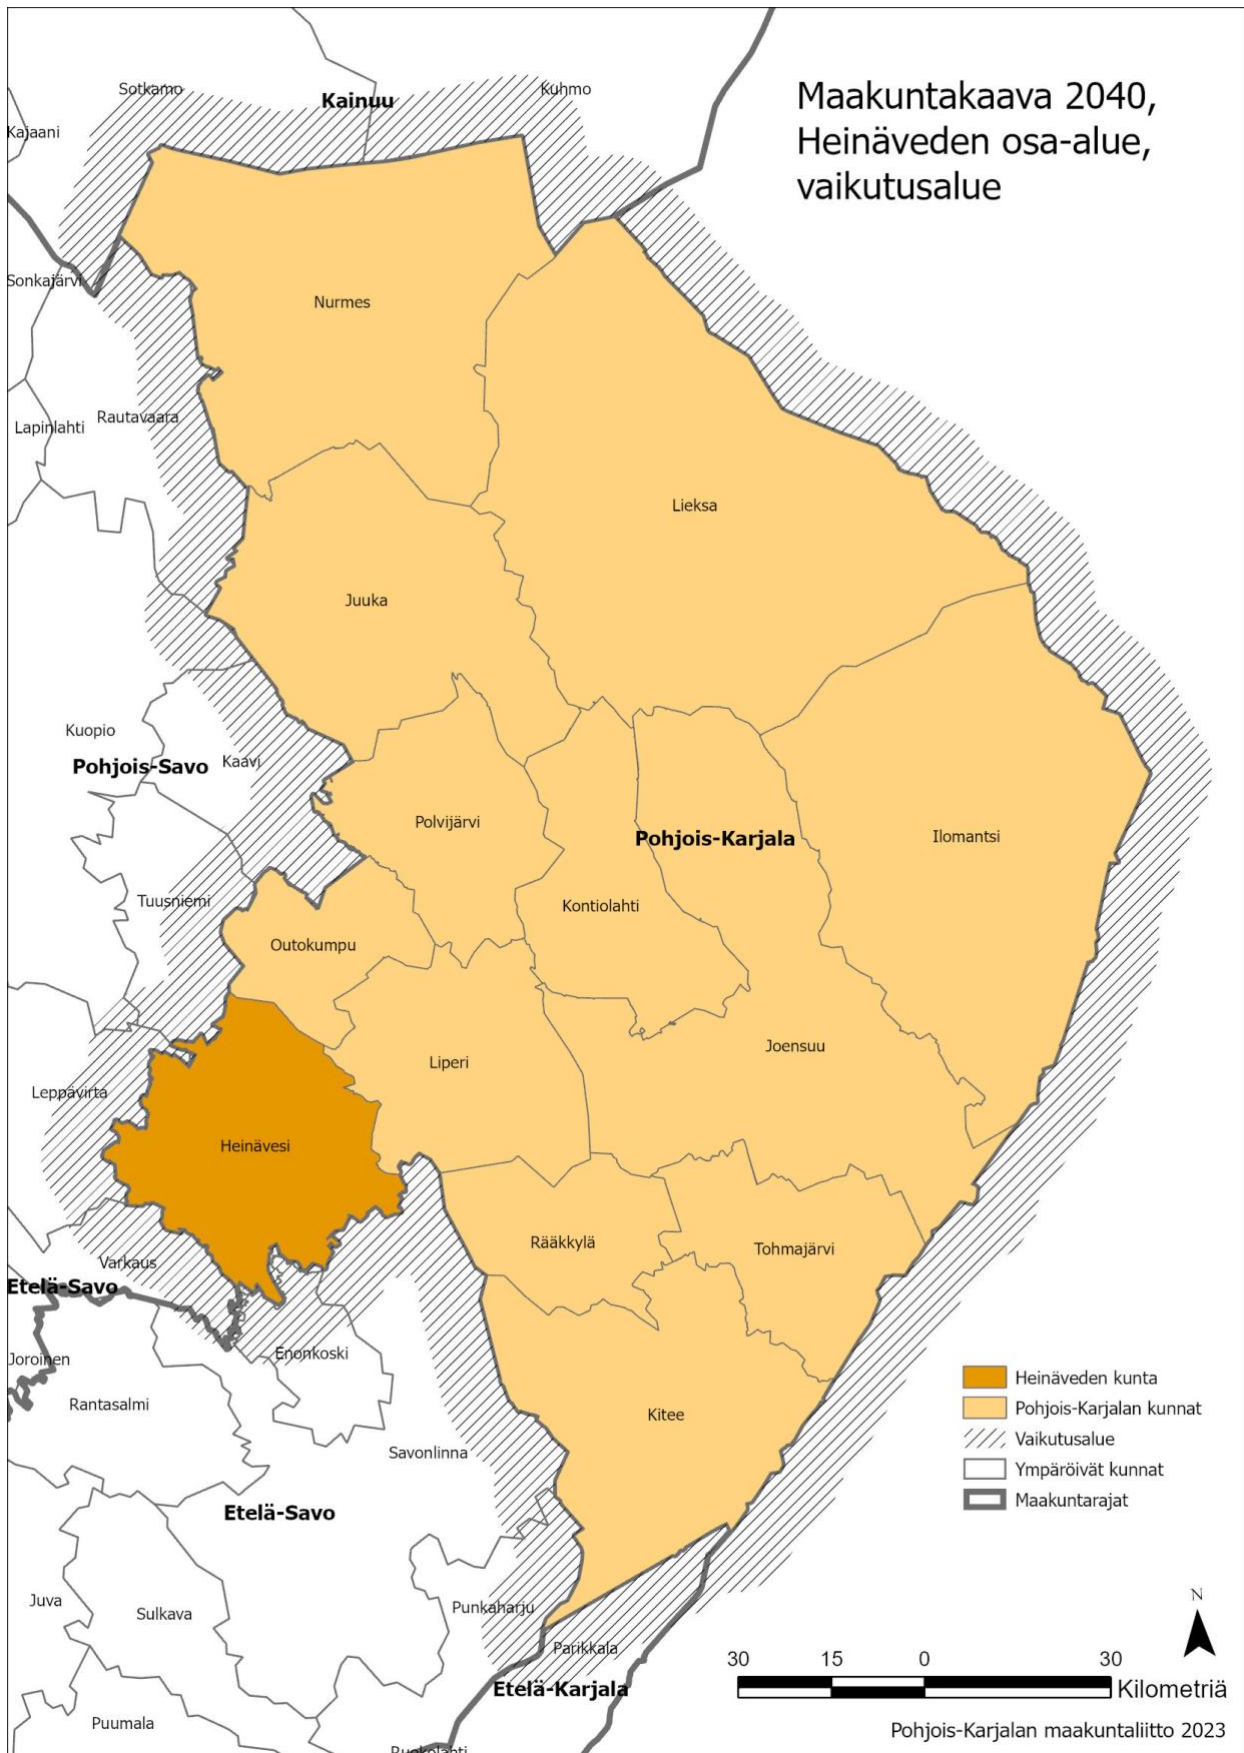 Maakuntakaava 2040,
Heinäveden osa-alue,
vaikutusalue
Sotkamo
Kainuu
Kuhmo
Kajaani
Sonkajärvi
Nurmes
Rautavaara
Lapinlahti
Lieksa
Juuka
Kuopio
Pohjois-Savo
Kaavi
Polvijärvi
Pohjois-Karjala
Ilomantsi
Tuusniemi
Kontiolahti
Outokumpu
Joensuu
Liperi
Leppävirta
Heinävesi
Rääkkylä
Tohmajärvi
Varkaus
Etelä-Savo
Joroinen
Enonkoski
Rantasalmi
Kitee
Savonlinna
Etelä-Savo
Juva
Sulkava
Punkaharju
Parikkala
Etelä-Karjala
Puumala
Ruokolahti
Heinäveden kunta
Pohjois-Karjalan kunnat
Vaikutusalue
Ympäröivät kunnat
Maakuntarajat
N
30 15 0 30
Kilometriä
Pohjois-Karjalan maakuntaliitto 2023